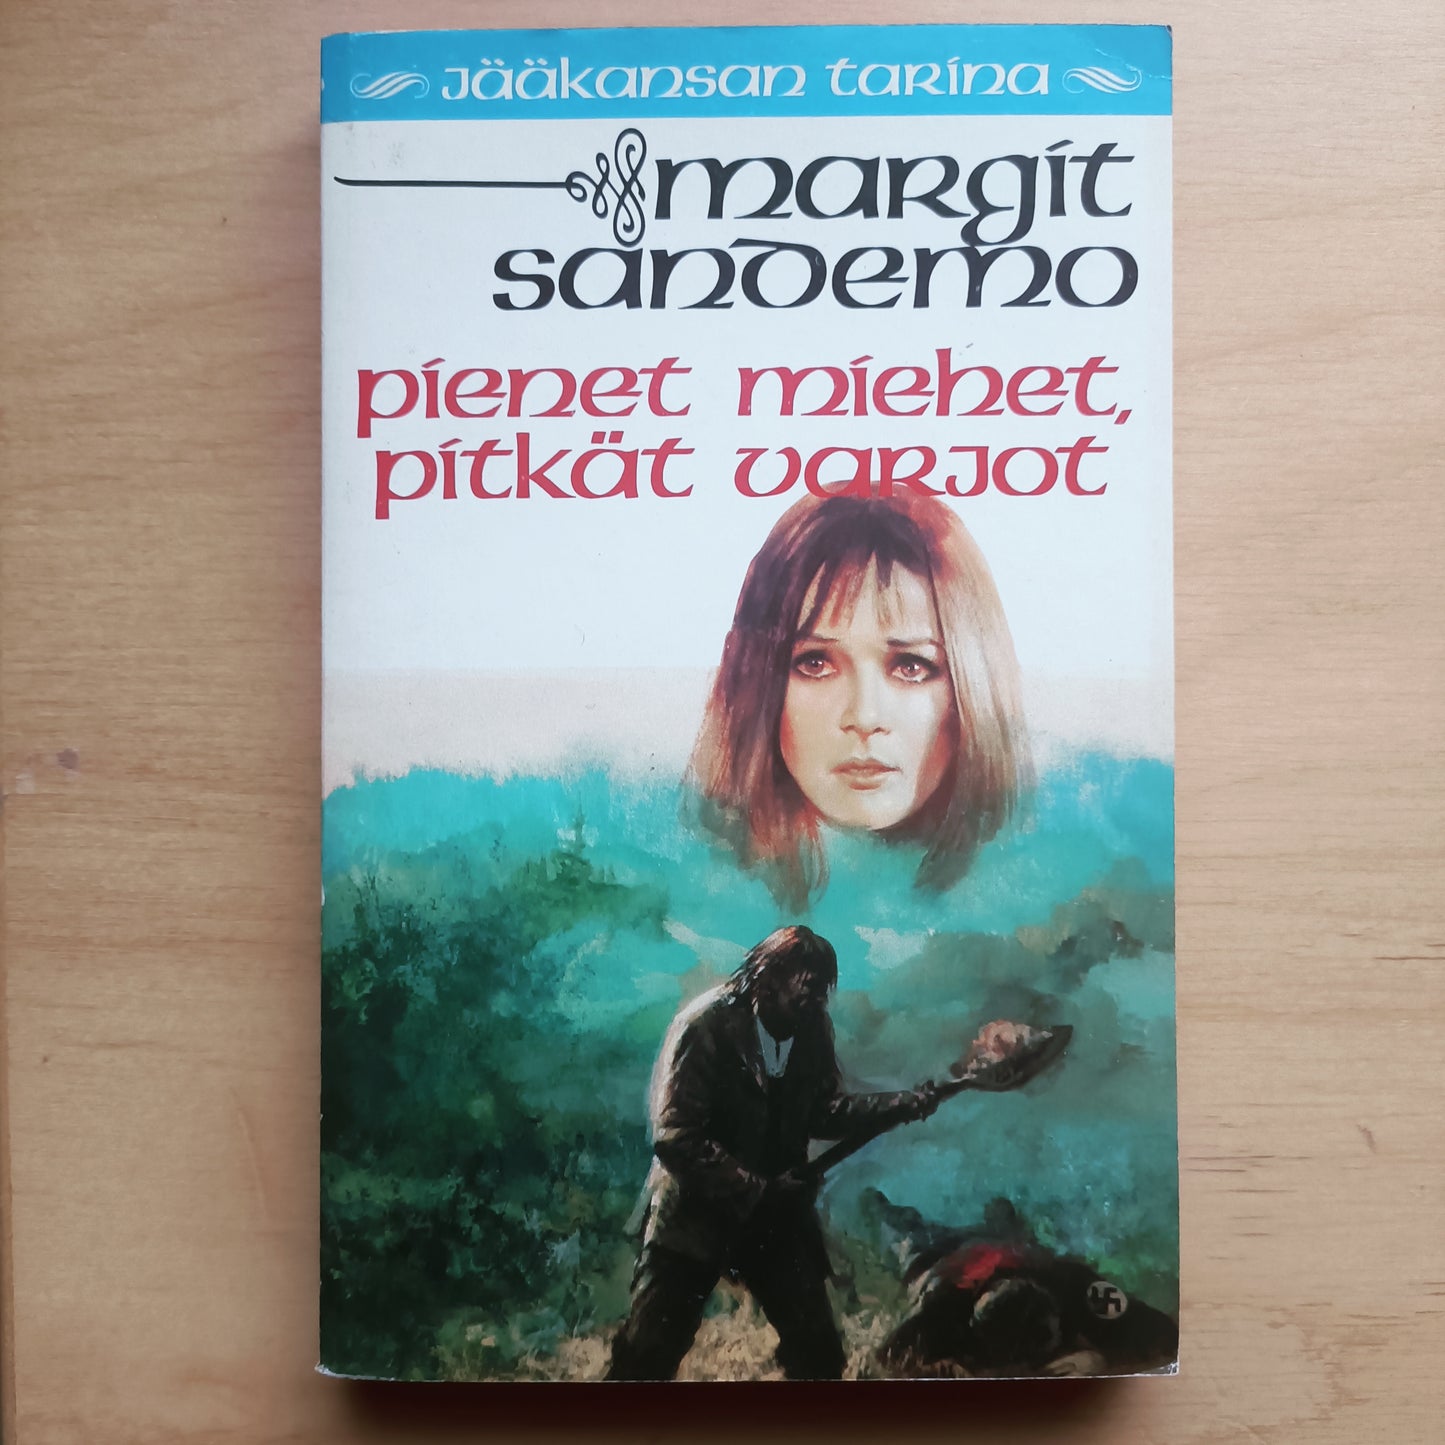 Jääkansan tarina
margit
sandemo
pienet miehet,
pitkät varjot